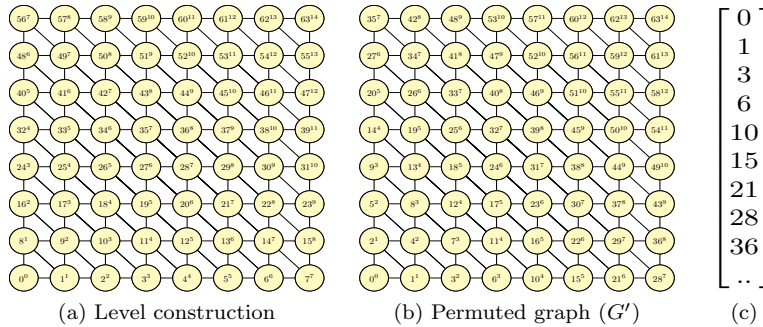 56⁷ 57⁸ 58⁹ 59¹⁰ 60¹¹ 61¹² 62¹³ 63¹⁴
48⁶ 49⁷ 50⁸ 51⁹ 52¹⁰ 53¹¹ 54¹² 55¹³
40⁵ 41⁶ 42⁷ 43⁸ 44⁹ 45¹⁰ 46¹¹ 47¹²
32⁴ 33⁵ 34⁶ 35⁷ 36⁸ 37⁹ 38¹⁰ 39¹¹
24³ 25⁴ 26⁵ 27⁶ 28⁷ 29⁸ 30⁹ 31¹⁰
16² 17³ 18⁴ 19⁵ 20⁶ 21⁷ 22⁸ 23⁹
8¹ 9² 10³ 11⁴ 12⁵ 13⁶ 14⁷ 15⁸
0⁰ 1¹ 2² 3³ 4⁴ 5⁵ 6⁶ 7⁷
(a) Level construction
35⁷ 42⁸ 48⁹ 53¹⁰ 57¹¹ 60¹² 62¹³ 63¹⁴
27⁶ 34⁷ 41⁸ 47⁹ 52¹⁰ 56¹¹ 59¹² 61¹³
20⁵ 26⁶ 33⁷ 40⁸ 46⁹ 51¹⁰ 55¹¹ 58¹²
14⁴ 19⁵ 25⁶ 32⁷ 39⁸ 45⁹ 50¹⁰ 54¹¹
9³ 13⁴ 18⁵ 24⁶ 31⁷ 38⁸ 44⁹ 49¹⁰
5² 8³ 12⁴ 17⁵ 23⁶ 30⁷ 37⁸ 43⁹
2¹ 4² 7³ 11⁴ 16⁵ 22⁶ 29⁷ 36⁸
0⁰ 1¹ 3² 6³ 10⁴ 15⁵ 21⁶ 28⁷
(b) Permuted graph (G′)
0
1
3
6
10
15
21
28
36
..
(c)